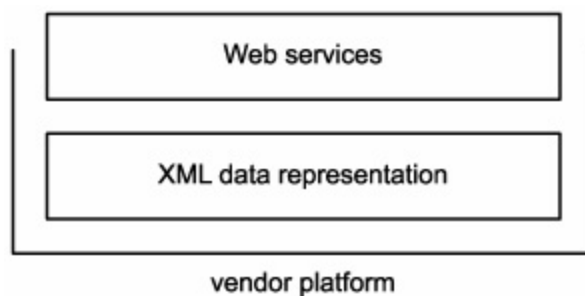 Web services
XML data representation
vendor platform